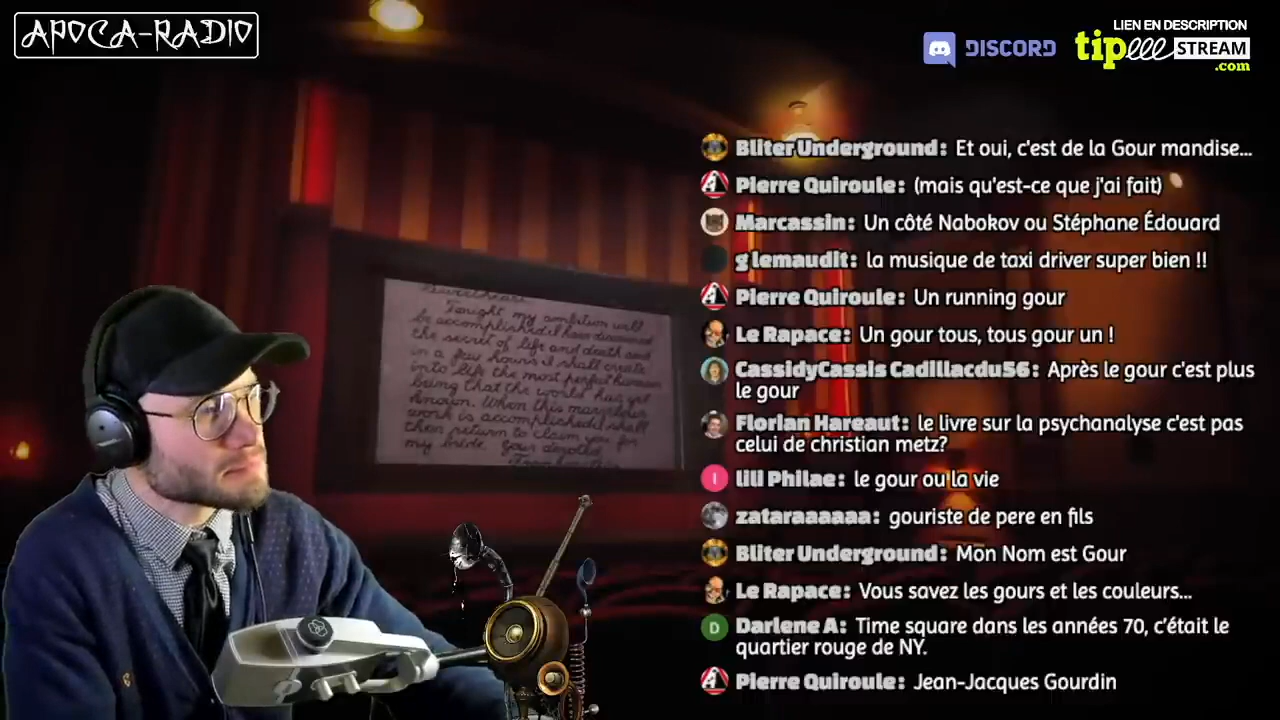 APOCA-RADIO
LIEN EN DESCRIPTION
DISCORD
tipeee STREAM
.com
Sweetheart
Tonight my ambition will
be accomplished. I have discovered
the secret of life and death and
in a few hours I shall create
into life the most perfect human
being that the world has yet
known. When this marvelous
work is accomplished I shall
then return to claim you for
my bride. Your devoted
Frankenstein
Bliter Underground: Et oui, c'est de la Gour mandise...
Pierre Quiroule: (mais qu'est-ce que j'ai fait)
Marcassin: Un côté Nabokov ou Stéphane Édouard
g lemaudit: la musique de taxi driver super bien !!
Pierre Quiroule: Un running gour
Le Rapace: Un gour tous, tous gour un !
CassidyCassis Cadillacdu56: Après le gour c'est plus
le gour
Florian Hareaut: le livre sur la psychanalyse c'est pas
celui de christian metz?
lili Philae: le gour ou la vie
zataraaaaaa: gouriste de pere en fils
Bliter Underground: Mon Nom est Gour
Le Rapace: Vous savez les gours et les couleurs...
D
Darlene A: Time square dans les années 70, c'était le
quartier rouge de NY.
Pierre Quiroule: Jean-Jacques Gourdin